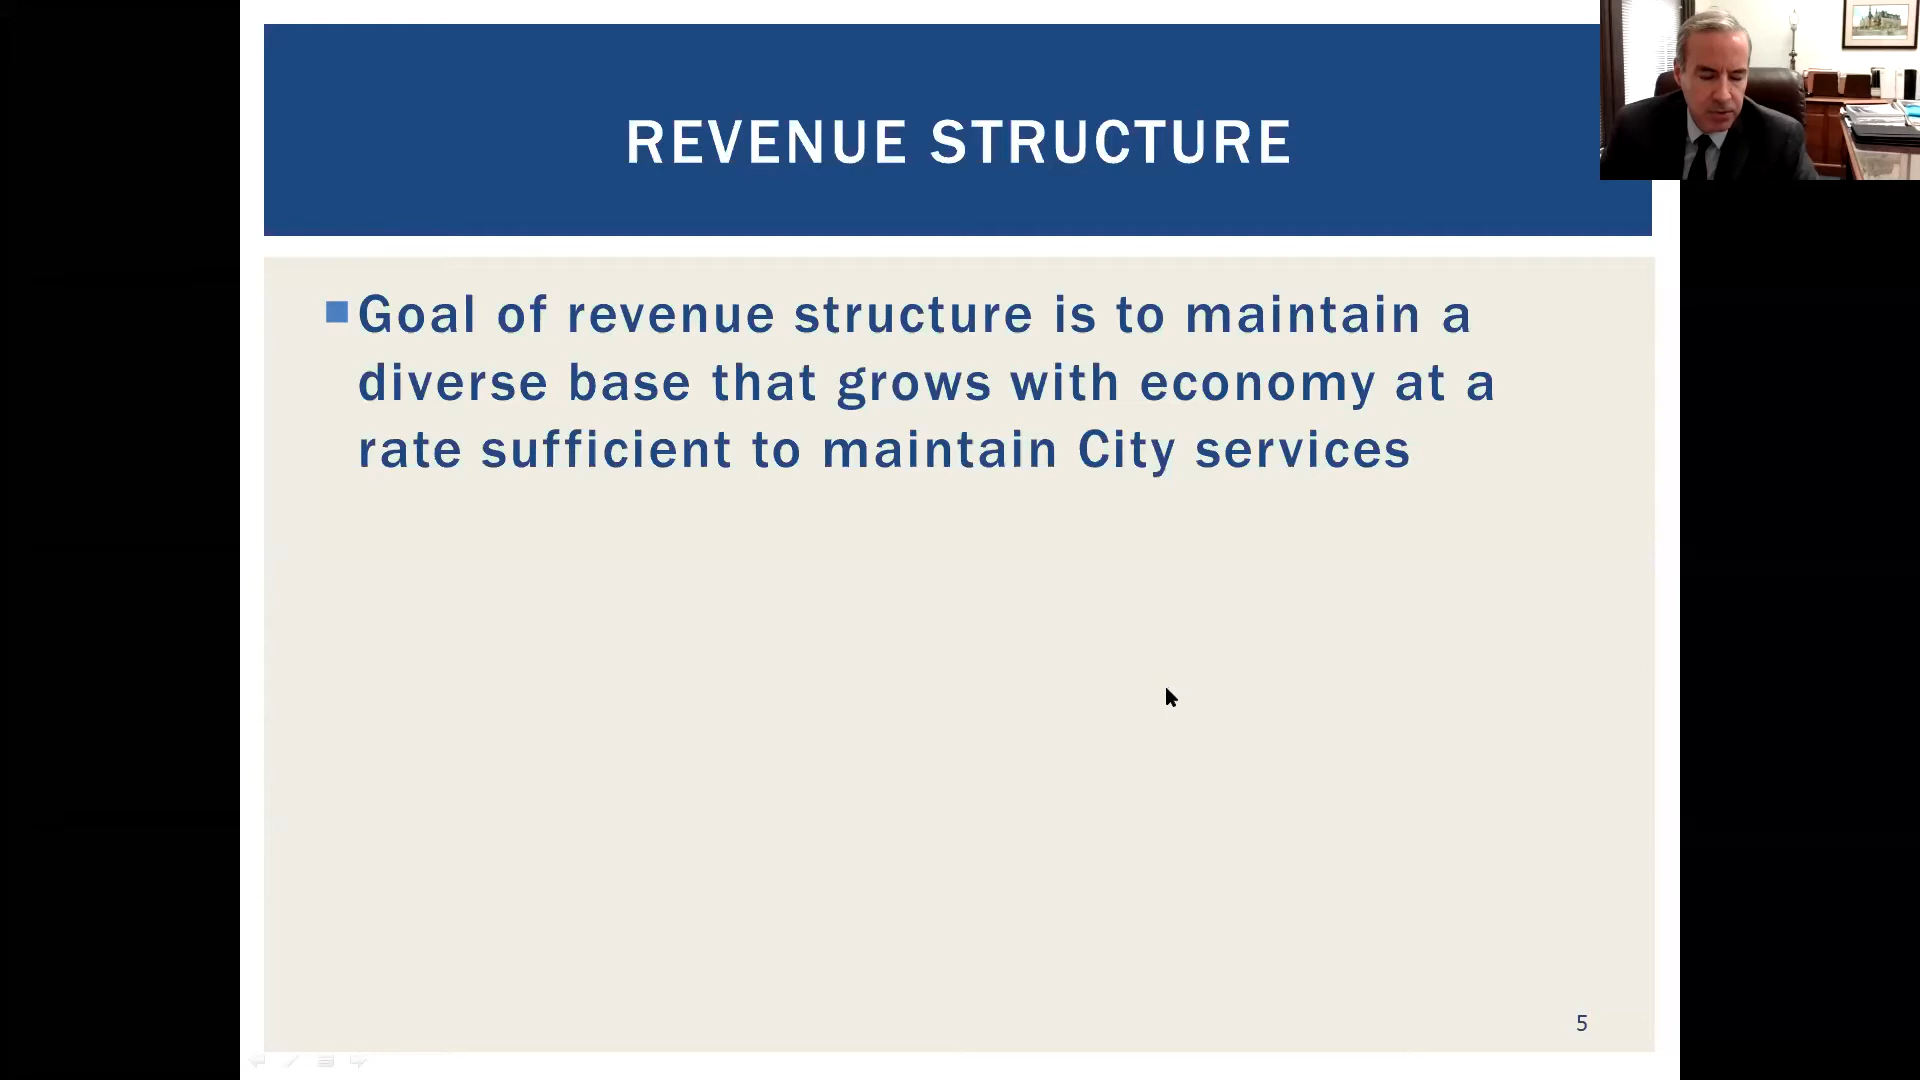 REVENUE STRUCTURE
Goal of revenue structure is to maintain a
diverse base that grows with economy at a
rate sufficient to maintain City services
5